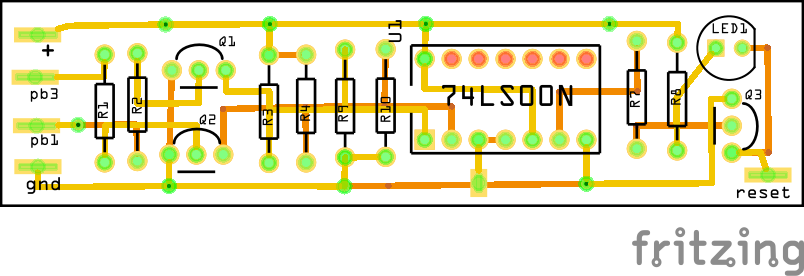 U1
LED1
Q1
+
pb3
R1
R2
R3
R4
R9
R10
74LS00N
R7
R8
Q3
Q2
pb1
gnd
reset
fritzing